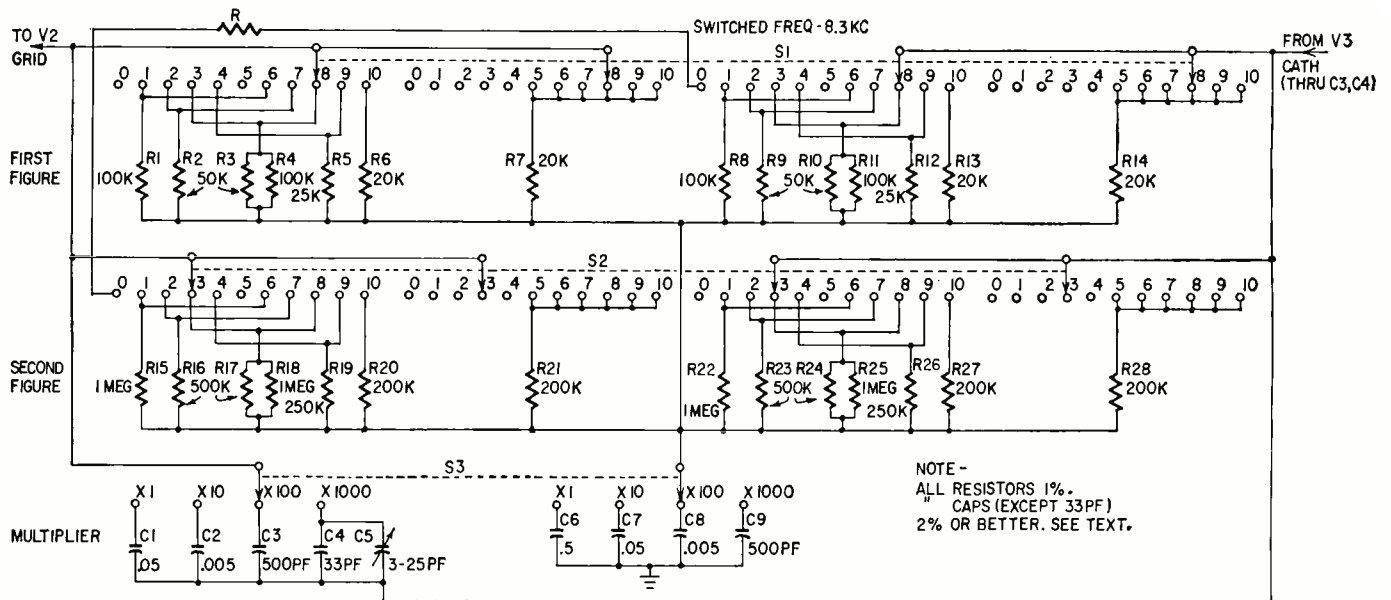 R
SWITCHED FREQ-8.3KC
TO V2
GRID
S1
FROM V3
CATH
(THRU C3,C4)
0 1 2 3 4 5 6 7 8 9 10 0 1 2 3 4 5 6 7 8 9 10 0 1 2 3 4 5 6 7 8 9 10 0 1 2 3 4 5 6 7 8 9 10
FIRST
FIGURE
R1 R2 R3 R4 R5 R6 R7 20K R8 R9 R10 R11 R12 R13 R14
100K 50K 100K 20K 100K 50K 100K 20K 20K
25K 25K
S2
0 1 2 3 4 5 6 7 8 9 10 0 1 2 3 4 5 6 7 8 9 10 0 1 2 3 4 5 6 7 8 9 10 0 1 2 3 4 5 6 7 8 9 10
SECOND
FIGURE
R15 R16 R17 R18 R19 R20 R21 R22 R23 R24 R25 R26 R27 R28
1MEG 500K 1MEG 200K 200K 1MEG 500K 1MEG 200K 200K
250K 250K
S3
X1 X10 X100 X1000 X1 X10 X100 X1000
MULTIPLIER
C1 C2 C3 C4 C5 C6 C7 C8 C9
.05 .005 500PF 33PF 3-25PF .5 .05 .005 500PF
NOTE-
ALL RESISTORS 1%.
" CAPS (EXCEPT 33PF)
2% OR BETTER. SEE TEXT.